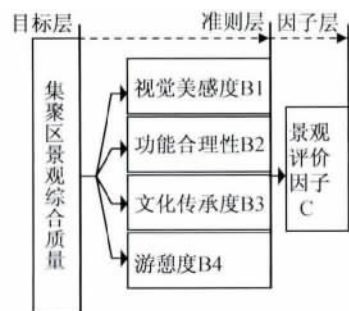 目标层
准则层
因子层
集聚区景观综合质量
视觉美感度B1
功能合理性B2
文化传承度B3
游憩度B4
景观
评价
因子
C